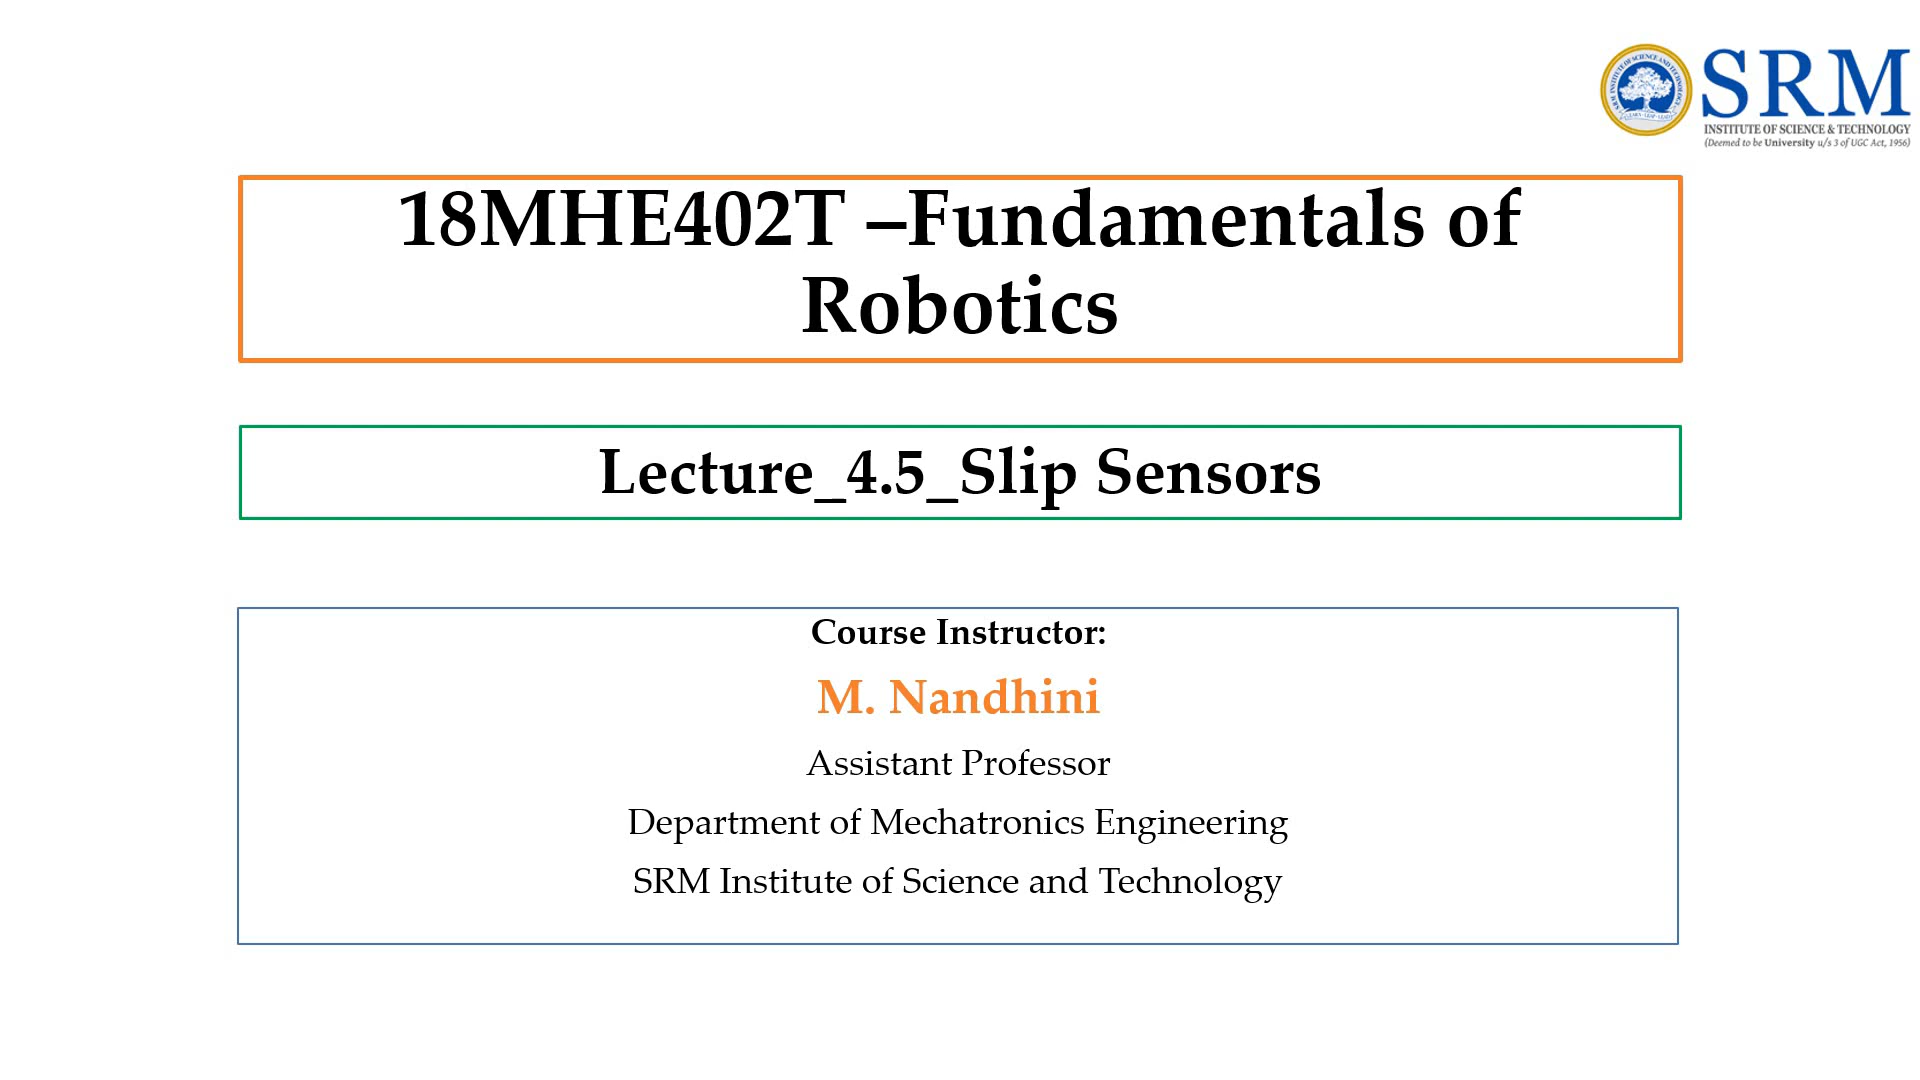 SRM
INSTITUTE OF SCIENCE & TECHNOLOGY
(Deemed to be University u/s 3 of UGC Act, 1956)
18MHE402T –Fundamentals of
Robotics
Lecture_4.5_Slip Sensors
Course Instructor:
M. Nandhini
Assistant Professor
Department of Mechatronics Engineering
SRM Institute of Science and Technology